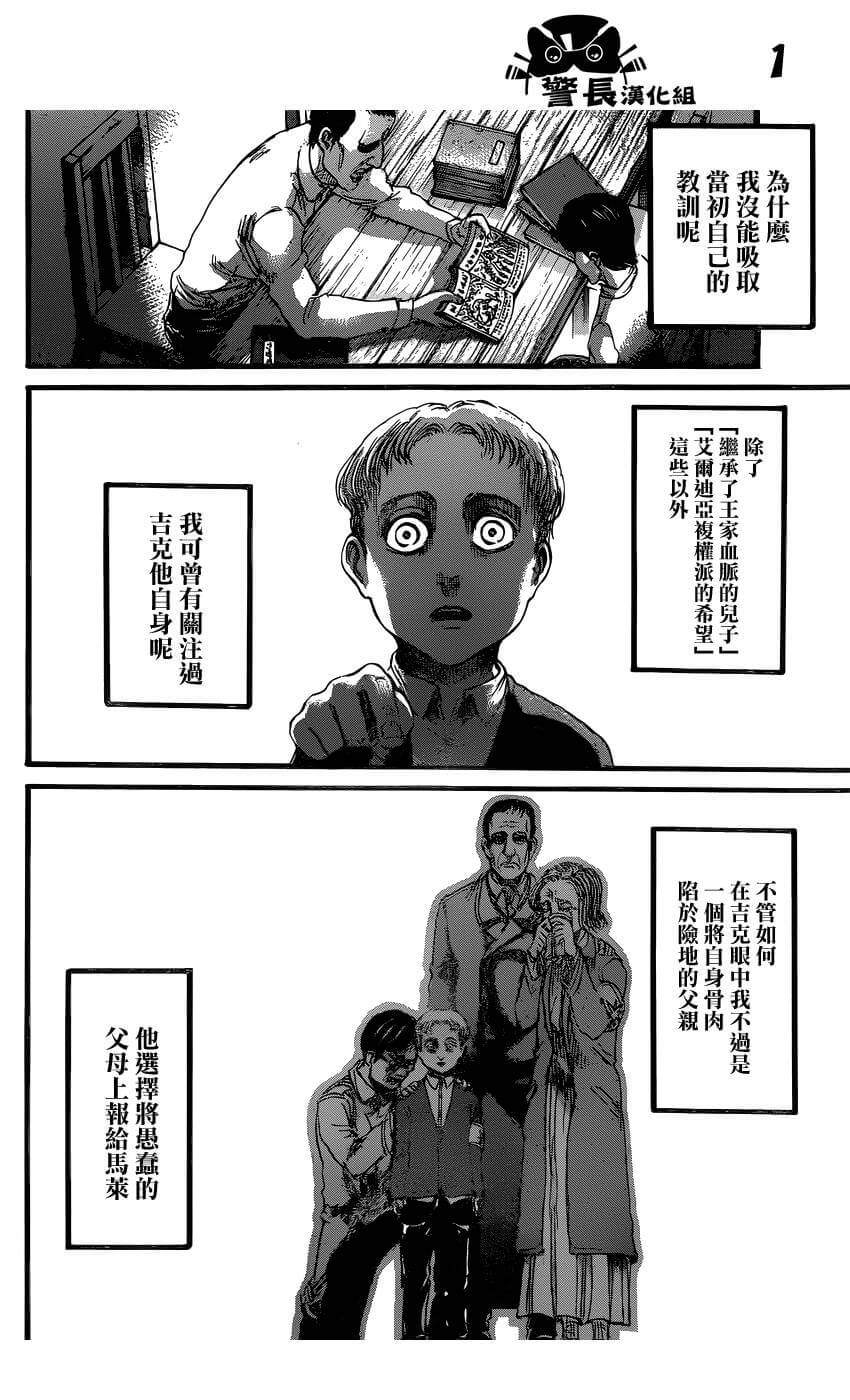 警長漢化組
1
為什麼
我沒能吸取
當初自己的
教訓呢
除了
「繼承了王家血脈的兒子」
「艾爾迪亞複權派的希望」
這些以外
我可曾有關注過
吉克他自身呢
不管如何
在吉克眼中我不過是
一個將自身骨肉
陷於險地的父親
他選擇將愚蠢的
父母上報給馬萊